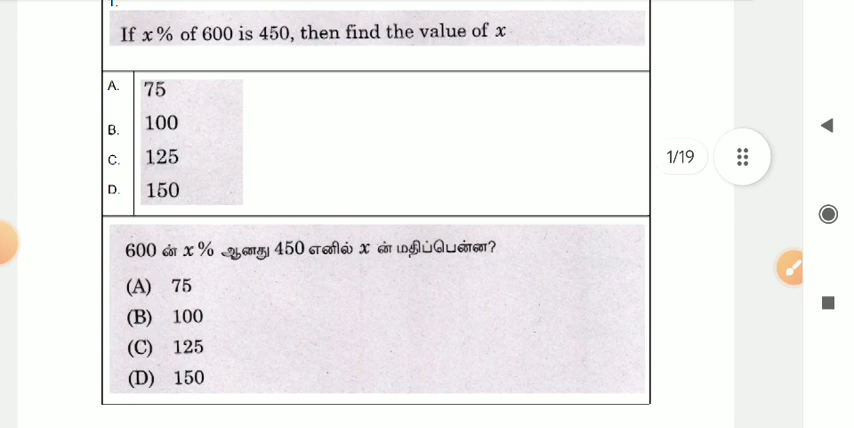 1.
If x% of 600 is 450, then find the value of x
A. 75
B. 100
C. 125
D. 150
1/19
600 ன் x% ஆனது 450 எனில் x ன் மதிப்பென்ன?
(A) 75
(B) 100
(C) 125
(D) 150